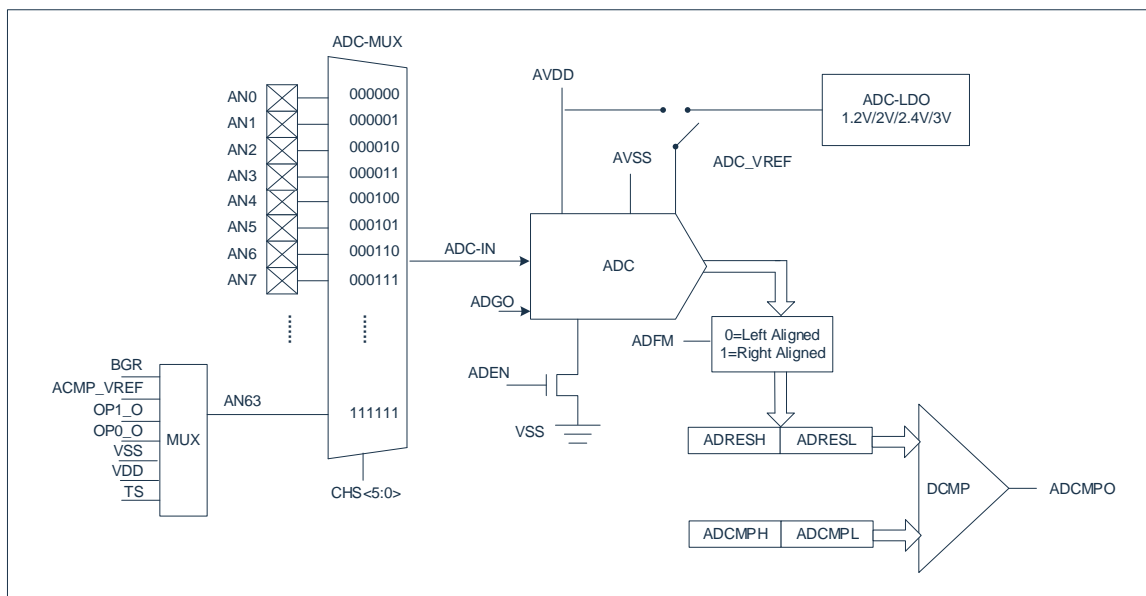 ADC-MUX
AN0
000000
AN1
000001
AN2
000010
AN3
000011
AN4
000100
AN5
000101
AN6
000110
AN7
000111
AVDD
AVSS
ADC-LDO
1.2V/2V/2.4V/3V
ADC_VREF
ADC-IN
ADC
ADGO
ADEN
VSS
ADFM
0=Left Aligned
1=Right Aligned
BGR
ACMP_VREF
OP1_O
OP0_O
VSS
VDD
TS
MUX
AN63
111111
CHS<5:0>
ADRESH
ADRESL
ADCMPH
ADCMPL
DCMP
ADCMPO